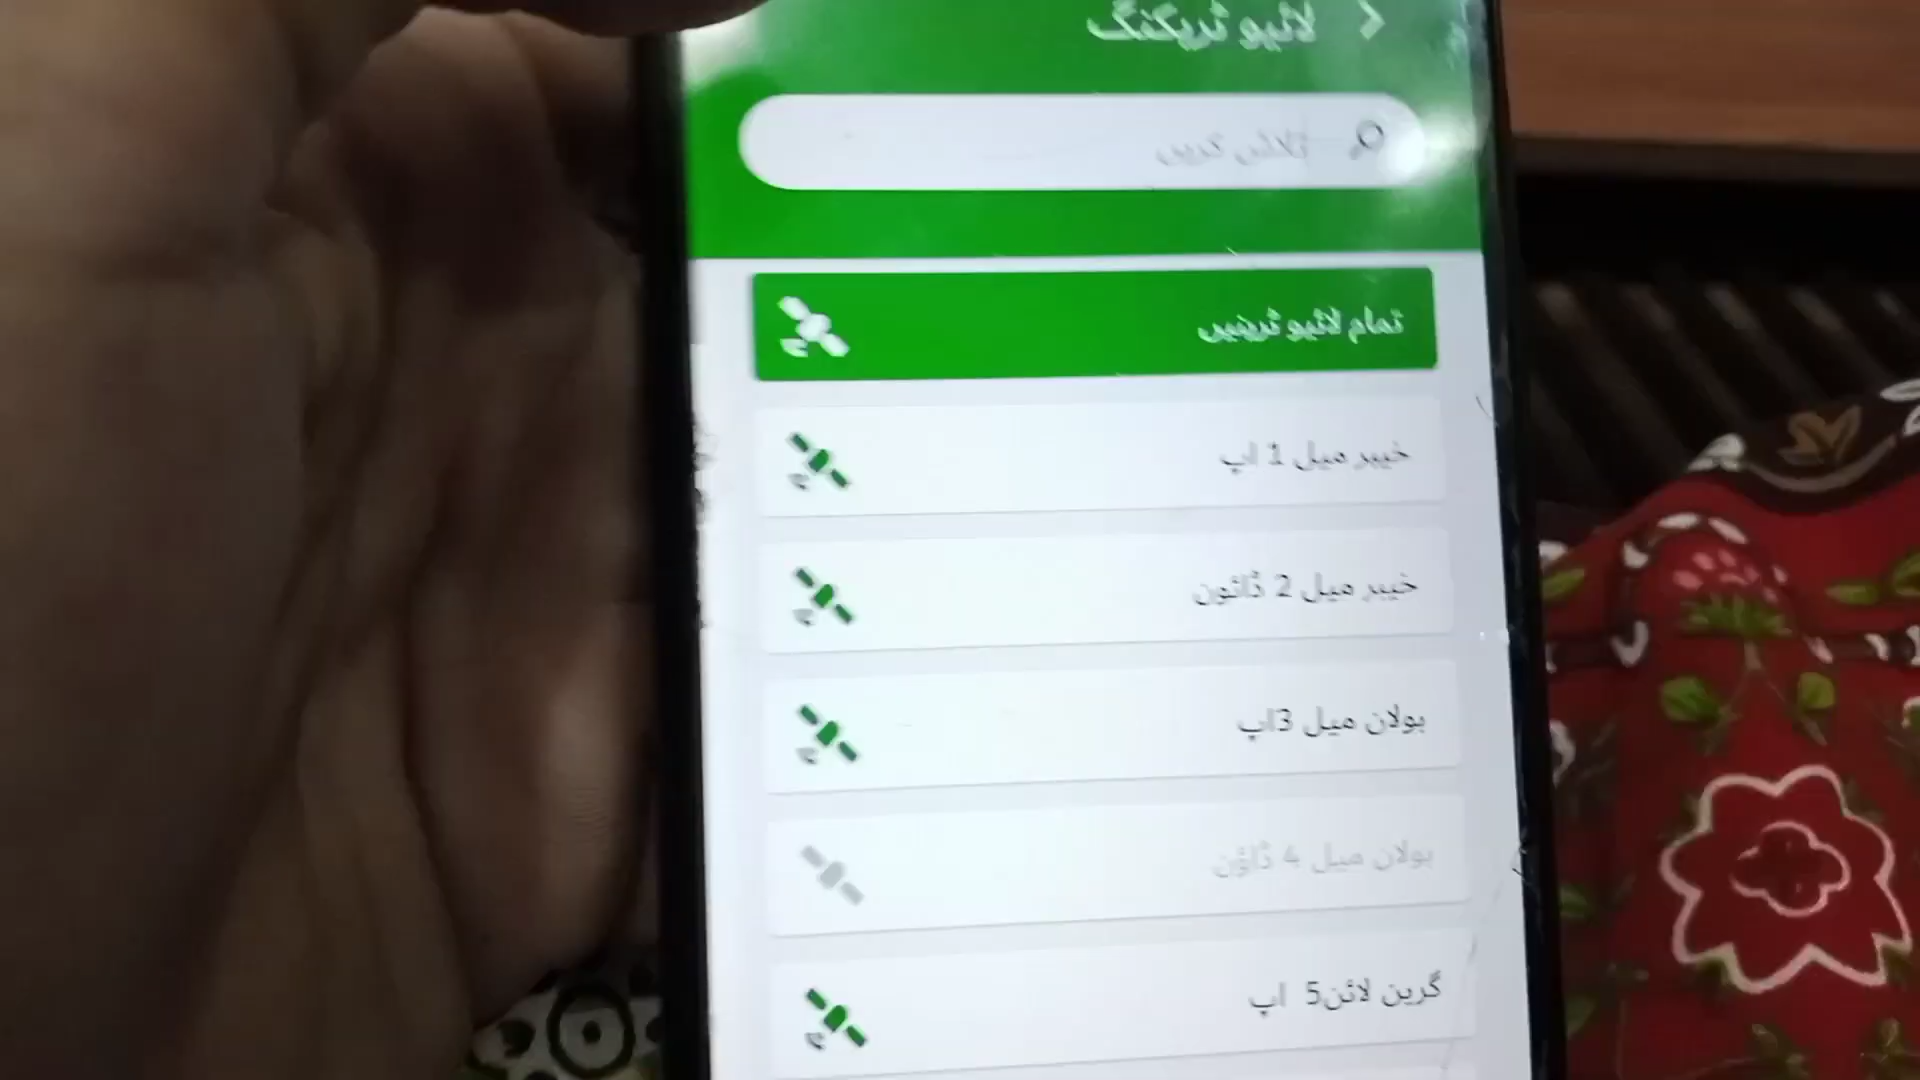 لائیو ٹریکنگ
تلاش کریں
تمام لائیو ٹرینیں
خیبر میل 1 اپ
خیبر میل 2 ڈائون
بولان میل 3اپ
بولان میل 4 ڈاؤن
گرین لائن5 اپ